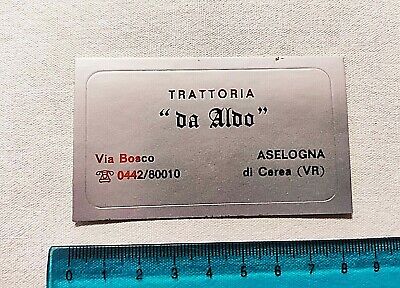 TRATTORIA
"da Aldo"
Via Bosco
☎ 0442/80010
ASELOGNA
di Cerea (VR)
0 1 2 3 4 5 6 7 8 9